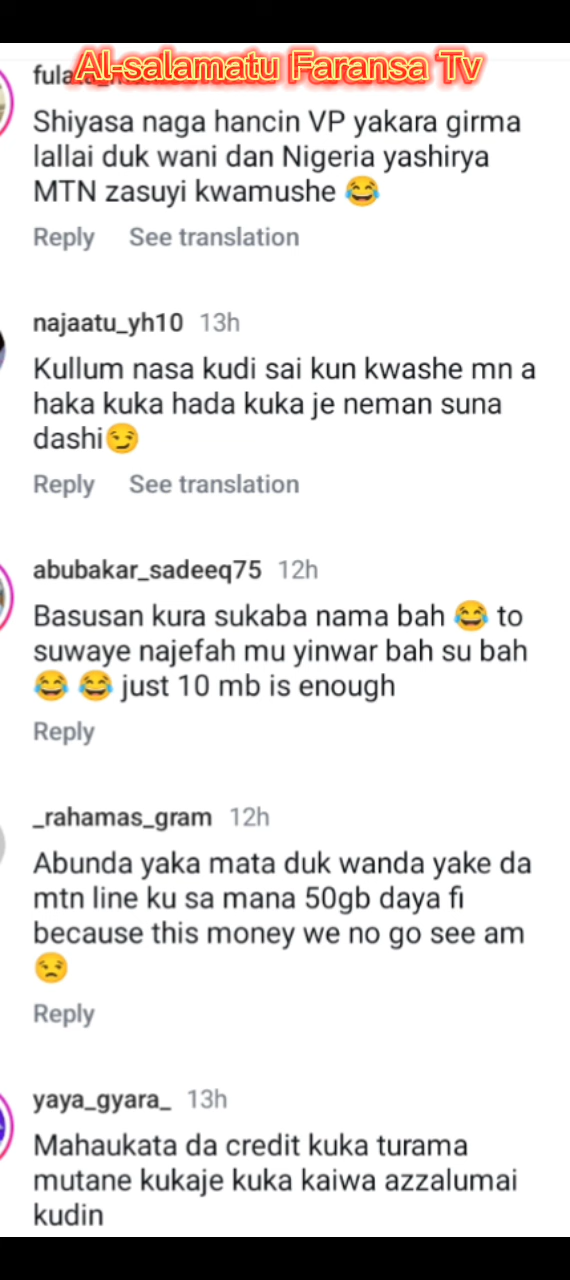 Al-salamatu Faransa Tv
Shiyasa naga hancin VP yakara girma
lallai duk wani dan Nigeria yashirya
MTN zasuyi kwamushe 😂
Reply See translation
najaatu_yh10 13h
Kullum nasa kudi sai kun kwashe mn a
haka kuka hada kuka je neman suna
dashi😏
Reply See translation
abubakar_sadeeq75 12h
Basusan kura sukaba nama bah 😂 to
suwaye najefah mu yinwar bah su bah
😂 😂 just 10 mb is enough
Reply
_rahamas_gram 12h
Abunda yaka mata duk wanda yake da
mtn line ku sa mana 50gb daya fi
because this money we no go see am
😒
Reply
yaya_gyara_ 13h
Mahaukata da credit kuka turama
mutane kukaje kuka kaiwa azzalumai
kudin